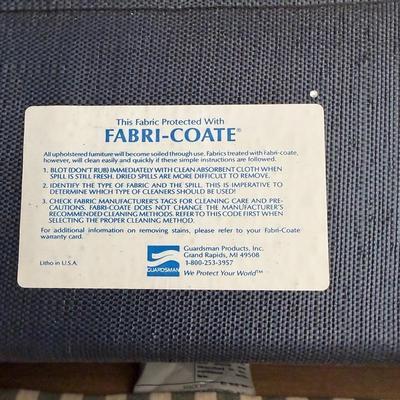 This Fabric Protected With
FABRI-COATE®
All upholstered furniture will become soiled through use. Fabrics treated with Fabri-coate,
however, will clean easily and quickly if these simple instructions are followed.
1. BLOT (DON'T RUB) IMMEDIATELY WITH CLEAN ABSORBENT CLOTH WHEN
SPILL IS STILL FRESH. DRIED SPILLS ARE MORE DIFFICULT TO REMOVE.
2. IDENTIFY THE TYPE OF FABRIC AND THE SPILL. THIS IS IMPERATIVE TO
DETERMINE WHICH TYPE OF CLEANERS SHOULD BE USED!
3. CHECK FABRIC MANUFACTURER'S TAGS FOR CLEANING CARE AND PRE-
CAUTIONS. FABRI-COATE DOES NOT CHANGE THE MANUFACTURER'S
RECOMMENDED CLEANING METHODS. REFER TO THIS CODE FIRST WHEN
SELECTING THE PROPER CLEANING METHOD.
For additional information on removing stains, please refer to your Fabri-Coate
warranty card.
Litho in U.S.A.
GUARDSMAN
Guardsman Products, Inc.
Grand Rapids, MI 49508
1-800-253-3957
We Protect Your World™